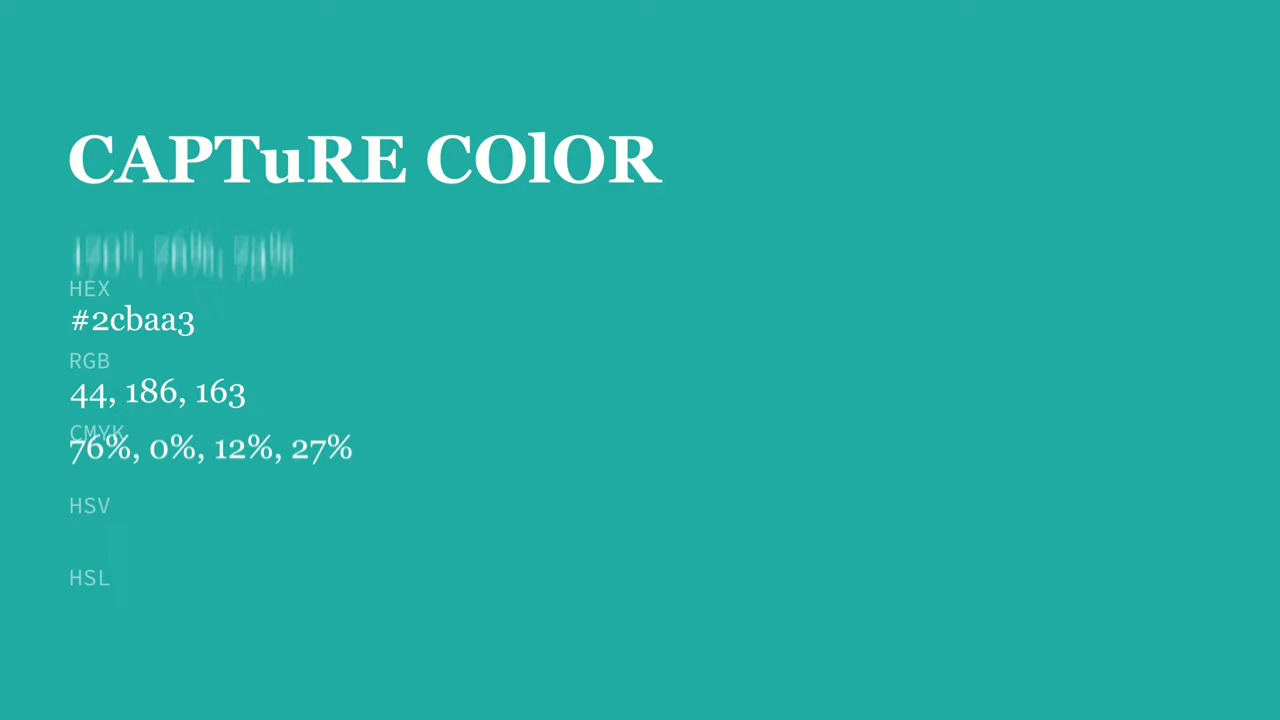 CAPTuRE COlOR
HEX
#2cbaa3
RGB
44, 186, 163
CMYK
76%, 0%, 12%, 27%
HSV
HSL